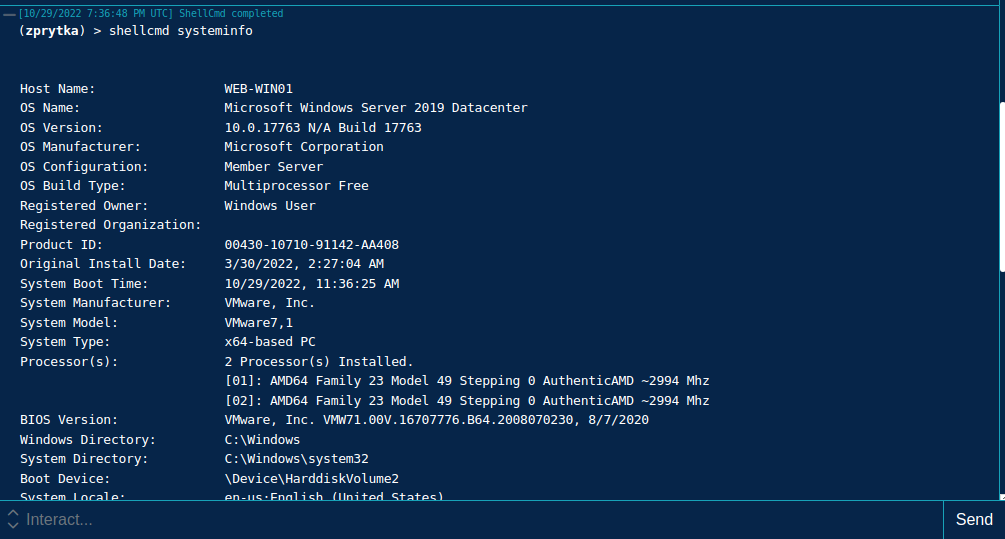 [10/29/2022 7:36:48 PM UTC] ShellCmd completed
(zprytka) > shellcmd systeminfo
Host Name: WEB-WIN01
OS Name: Microsoft Windows Server 2019 Datacenter
OS Version: 10.0.17763 N/A Build 17763
OS Manufacturer: Microsoft Corporation
OS Configuration: Member Server
OS Build Type: Multiprocessor Free
Registered Owner: Windows User
Registered Organization:
Product ID: 00430-10710-91142-AA408
Original Install Date: 3/30/2022, 2:27:04 AM
System Boot Time: 10/29/2022, 11:36:25 AM
System Manufacturer: VMware, Inc.
System Model: VMware7,1
System Type: x64-based PC
Processor(s): 2 Processor(s) Installed.
[01]: AMD64 Family 23 Model 49 Stepping 0 AuthenticAMD ~2994 Mhz
[02]: AMD64 Family 23 Model 49 Stepping 0 AuthenticAMD ~2994 Mhz
BIOS Version: VMware, Inc. VMW71.00V.16707776.B64.2008070230, 8/7/2020
Windows Directory: C:\Windows
System Directory: C:\Windows\system32
Boot Device: \Device\HarddiskVolume2
System Locale: en-us;English (United States)
Interact...
Send